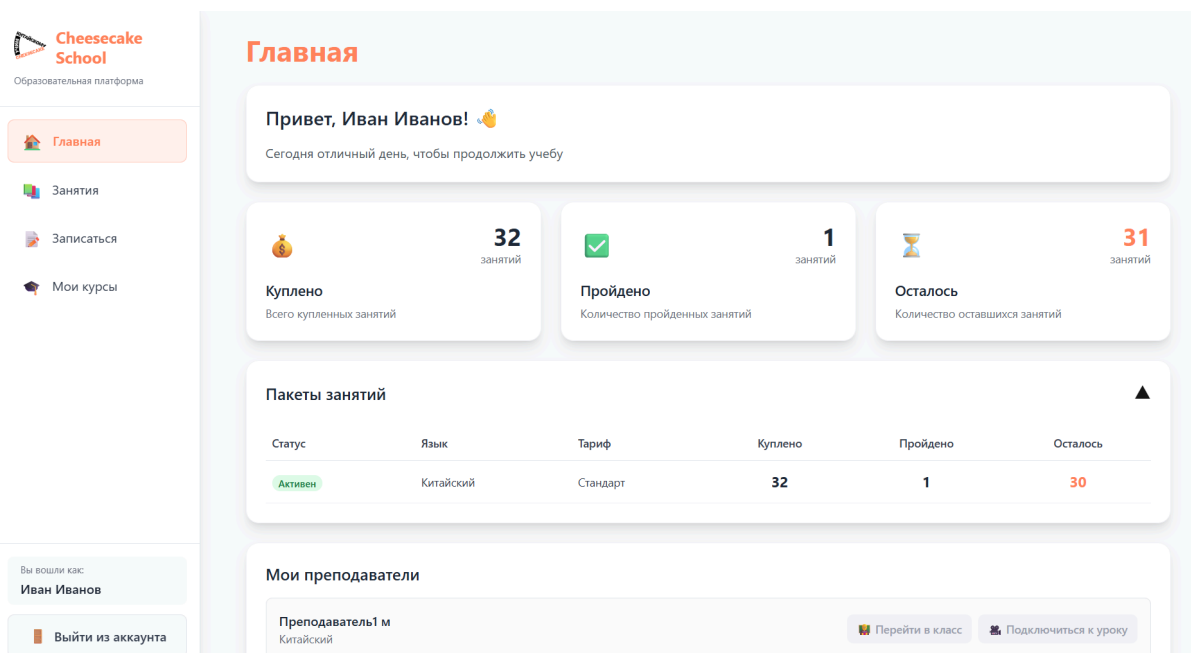 Cheesecake
School
Образовательная платформа
Главная
Занятия
Записаться
Мои курсы
Вы вошли как:
Иван Иванов
Выйти из аккаунта
Главная
Привет, Иван Иванов! 👋
Сегодня отличный день, чтобы продолжить учебу
32
занятий
Куплено
Всего купленных занятий
1
занятий
Пройдено
Количество пройденных занятий
31
занятий
Осталось
Количество оставшихся занятий
Пакеты занятий
Статус Язык Тариф Куплено Пройдено Осталось
Активен Китайский Стандарт 32 1 30
Мои преподаватели
Преподаватель1 м
Китайский
Перейти в класс Подключиться к уроку